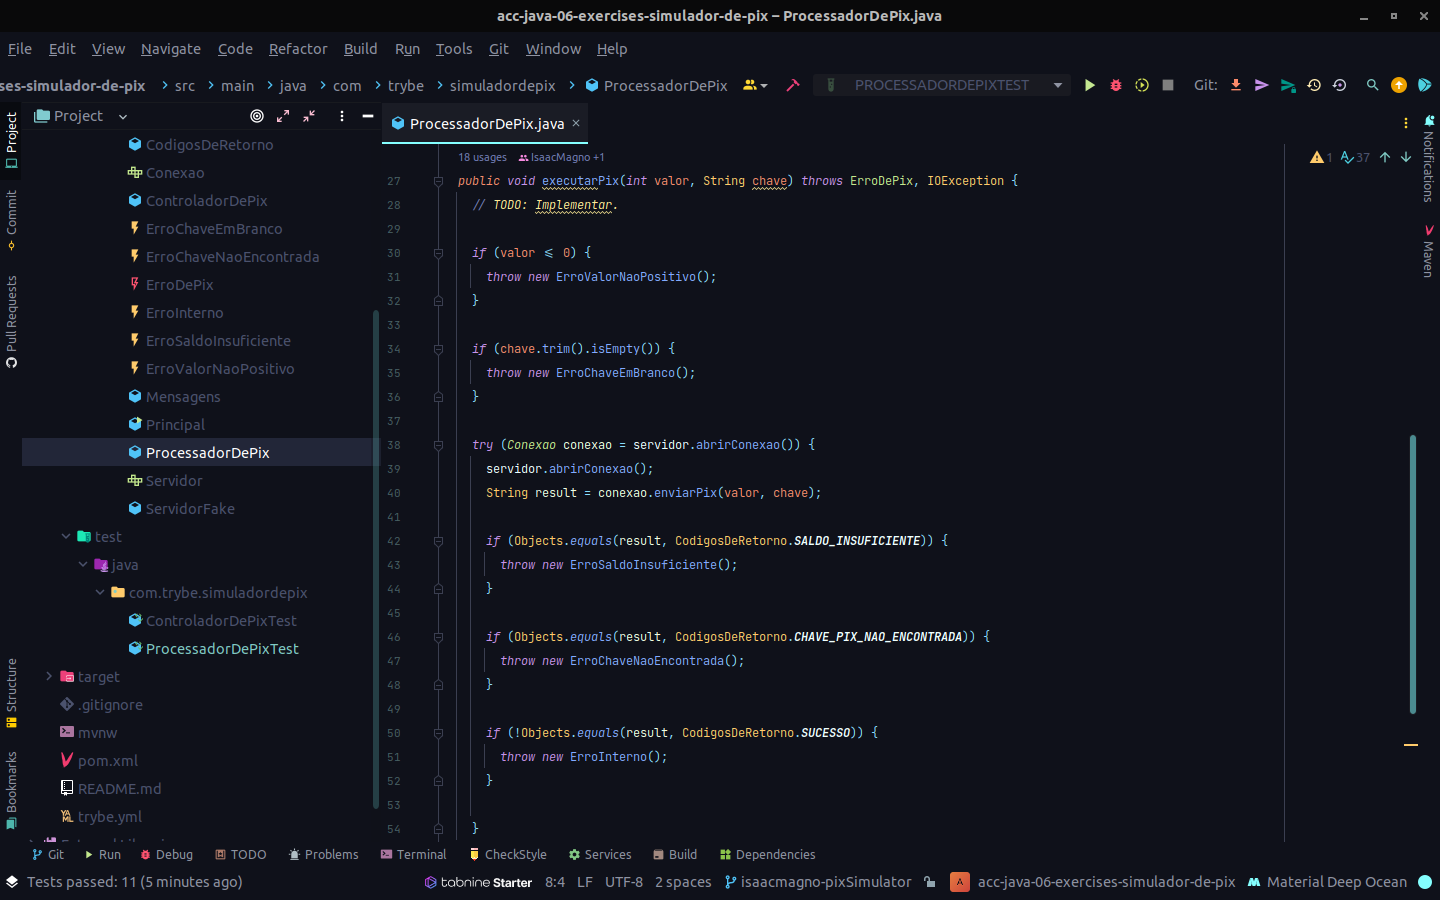 acc-java-06-exercises-simulador-de-pix – ProcessadorDePix.java
File Edit View Navigate Code Refactor Build Run Tools Git Window Help
ses-simulador-de-pix src main java com trybe simuladordepix ProcessadorDePix PROCESSADORDEPIXTEST Git:
Project
ProcessadorDePix.java
Project
Commit
Pull Requests
Structure
Bookmarks
CodigosDeRetorno
Conexao
ControladorDePix
ErroChaveEmBranco
ErroChaveNaoEncontrada
ErroDePix
ErroInterno
ErroSaldoInsuficiente
ErroValorNaoPositivo
Mensagens
Principal
ProcessadorDePix
Servidor
ServidorFake
test
java
com.trybe.simuladordepix
ControladorDePixTest
ProcessadorDePixTest
target
.gitignore
mvnw
pom.xml
README.md
trybe.yml
18 usages IsaacMagno +1
1 37
27 public void executarPix(int valor, String chave) throws ErroDePix, IOException {
28 // TODO: Implementar.
29
30 if (valor <= 0) {
31 throw new ErroValorNaoPositivo();
32 }
33
34 if (chave.trim().isEmpty()) {
35 throw new ErroChaveEmBranco();
36 }
37
38 try (Conexao conexao = servidor.abrirConexao()) {
39 servidor.abrirConexao();
40 String result = conexao.enviarPix(valor, chave);
41
42 if (Objects.equals(result, CodigosDeRetorno.SALDO_INSUFICIENTE)) {
43 throw new ErroSaldoInsuficiente();
44 }
45
46 if (Objects.equals(result, CodigosDeRetorno.CHAVE_PIX_NAO_ENCONTRADA)) {
47 throw new ErroChaveNaoEncontrada();
48 }
49
50 if (!Objects.equals(result, CodigosDeRetorno.SUCESSO)) {
51 throw new ErroInterno();
52 }
53
54 }
Notifications
Maven
Git Run Debug TODO Problems Terminal CheckStyle Services Build Dependencies
Tests passed: 11 (5 minutes ago) tabnine Starter 8:4 LF UTF-8 2 spaces isaacmagno-pixSimulator A acc-java-06-exercises-simulador-de-pix Material Deep Ocean